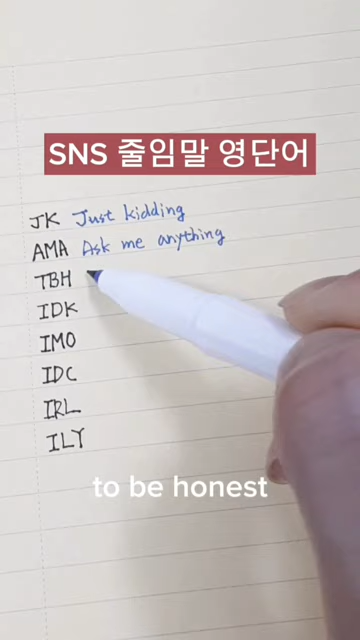 SNS 줄임말 영단어
JK Just kidding
AMA Ask me anything
TBH
IDK
IMO
IDC
IRL
ILY
to be honest